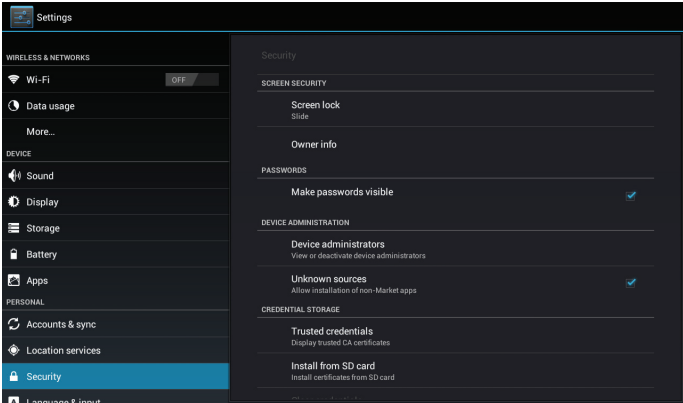 Settings
WIRELESS & NETWORKS
Wi-Fi
OFF
Data usage
More...
DEVICE
Sound
Display
Storage
Battery
Apps
PERSONAL
Accounts & sync
Location services
Security
Language & input
Security
SCREEN SECURITY
Screen lock
Slide
Owner info
PASSWORDS
Make passwords visible
DEVICE ADMINISTRATION
Device administrators
View or deactivate device administrators
Unknown sources
Allow installation of non-Market apps
CREDENTIAL STORAGE
Trusted credentials
Display trusted CA certificates
Install from SD card
Install certificates from SD card